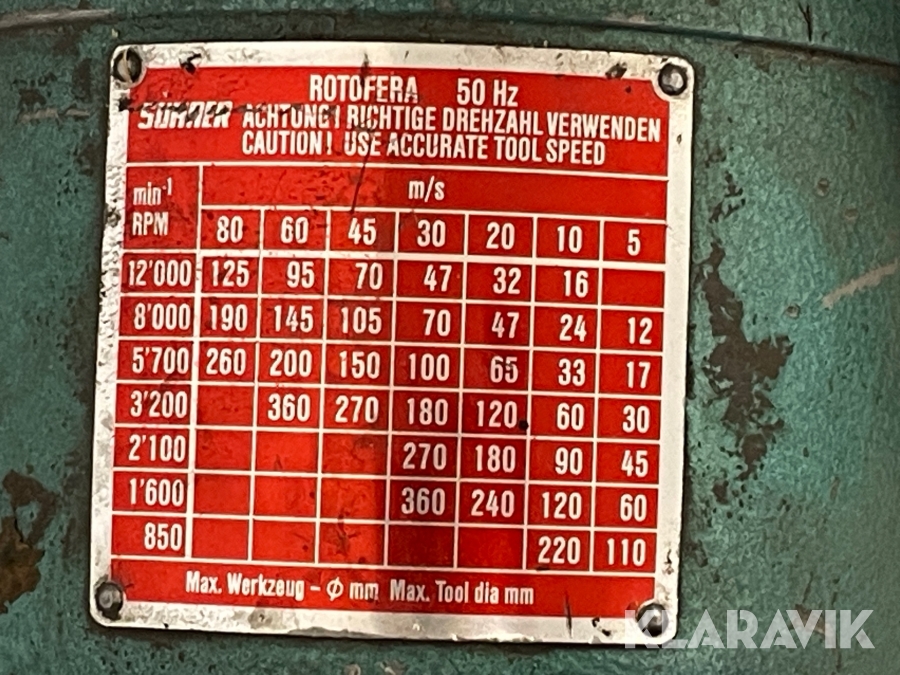 ROTOFERA 50 Hz
SUHNER ACHTUNG! RICHTIGE DREHZAHL VERWENDEN
CAUTION! USE ACCURATE TOOL SPEED
min⁻¹ RPM m/s
80 60 45 30 20 10 5
12'000 125 95 70 47 32 16
8'000 190 145 105 70 47 24 12
5'700 260 200 150 100 65 33 17
3'200 360 270 180 120 60 30
2'100 270 180 90 45
1'600 360 240 120 60
850 220 110
Max. Werkzeug - Φ mm Max. Tool dia mm
KLARAVIK